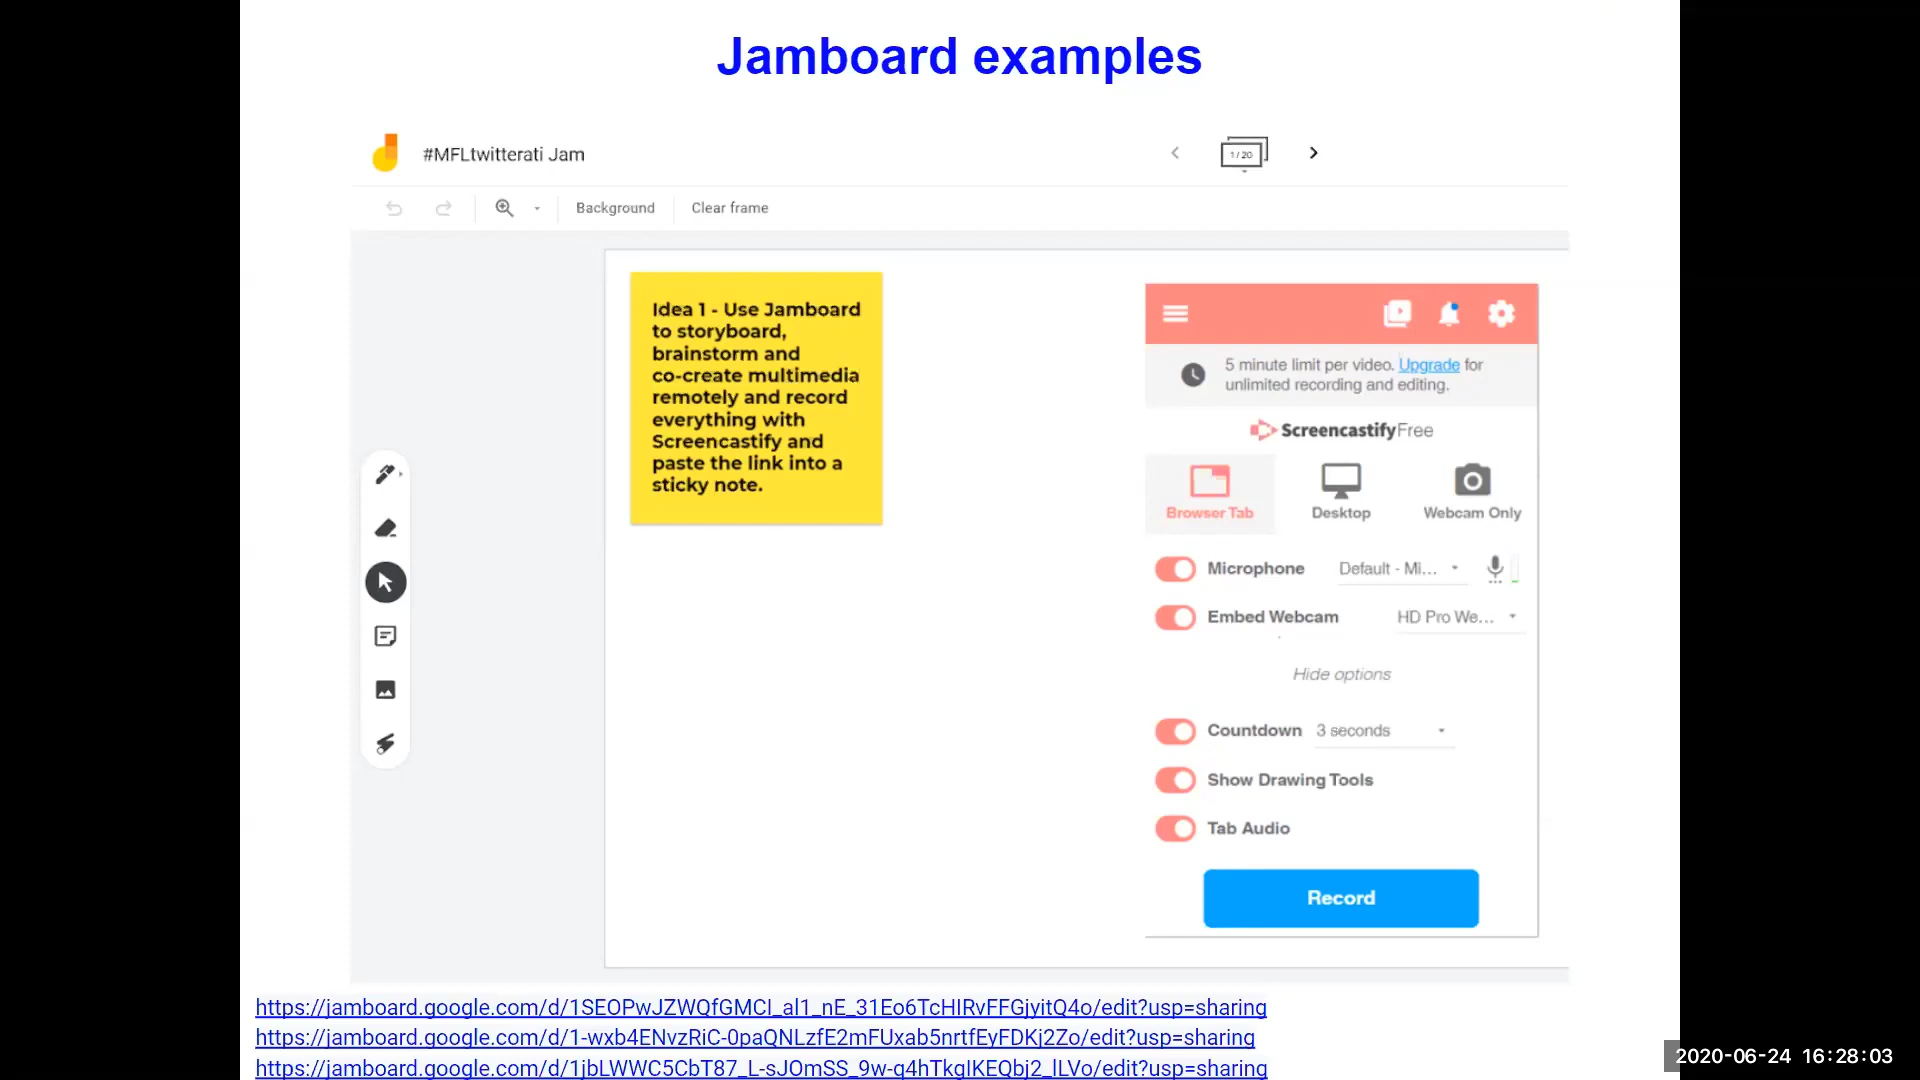 Jamboard examples
#MFLtwitterati Jam
1 / 20
Background
Clear frame
Idea 1 - Use Jamboard
to storyboard,
brainstorm and
co-create multimedia
remotely and record
everything with
Screencastify and
paste the link into a
sticky note.
5 minute limit per video. Upgrade for
unlimited recording and editing.
ScreencastifyFree
Browser Tab
Desktop
Webcam Only
Microphone
Default - Mi...
Embed Webcam
HD Pro We...
Hide options
Countdown
3 seconds
Show Drawing Tools
Tab Audio
Record
https://jamboard.google.com/d/1SEOPwJZWQfGMCI_al1_nE_31Eo6TcHIRvFFGjyitQ4o/edit?usp=sharing
https://jamboard.google.com/d/1-wxb4ENvzRiC-0paQNLzfE2mFUxab5nrtfEyFDKj2Zo/edit?usp=sharing
https://jamboard.google.com/d/1jbLWWC5CbT87_L-sJOmSS_9w-q4hTkgIKEQbj2_lLVo/edit?usp=sharing
2020-06-24 16:28:03